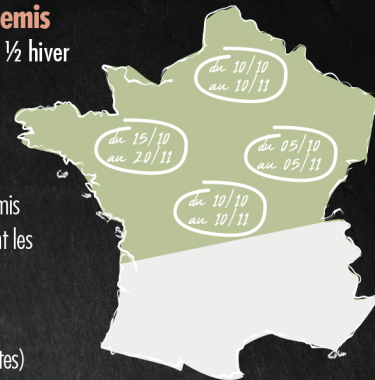 emis
½ hiver
du 10/10
au 10/11
du 15/10
au 20/11
du 05/10
au 05/11
du 10/10
au 10/11
mis
t les
tes)